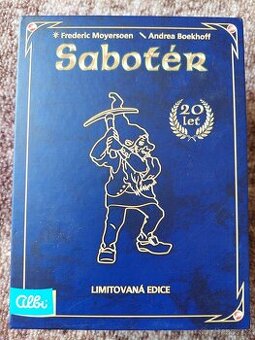 Frederic Moyersoen Andrea Boekhoff
Sabotér
20
let
LIMITOVANÁ EDICE
Albi